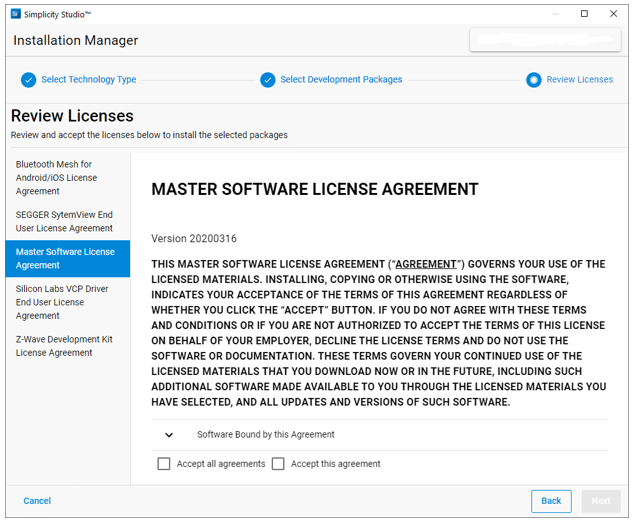 Simplicity Studio™
Installation Manager
Select Technology Type
Select Development Packages
Review Licenses
Review Licenses
Review and accept the licenses below to install the selected packages
Bluetooth Mesh for
Android/iOS License
Agreement
SEGGER SytemView End
User License Agreement
Master Software License
Agreement
Silicon Labs VCP Driver
End User License
Agreement
Z-Wave Development Kit
License Agreement
MASTER SOFTWARE LICENSE AGREEMENT
Version 20200316
THIS MASTER SOFTWARE LICENSE AGREEMENT (“AGREEMENT”) GOVERNS YOUR USE OF THE
LICENSED MATERIALS. INSTALLING, COPYING OR OTHERWISE USING THE SOFTWARE,
INDICATES YOUR ACCEPTANCE OF THE TERMS OF THIS AGREEMENT REGARDLESS OF
WHETHER YOU CLICK THE “ACCEPT” BUTTON. IF YOU DO NOT AGREE WITH THESE TERMS
AND CONDITIONS OR IF YOU ARE NOT AUTHORIZED TO ACCEPT THE TERMS OF THIS LICENSE
ON BEHALF OF YOUR EMPLOYER, DECLINE THE LICENSE TERMS AND DO NOT USE THE
SOFTWARE OR DOCUMENTATION. THESE TERMS GOVERN YOUR CONTINUED USE OF THE
LICENSED MATERIALS THAT YOU DOWNLOAD NOW OR IN THE FUTURE, INCLUDING SUCH
ADDITIONAL SOFTWARE MADE AVAILABLE TO YOU THROUGH THE LICENSED MATERIALS YOU
HAVE SELECTED, AND ALL UPDATES AND VERSIONS OF SUCH SOFTWARE.
Software Bound by this Agreement
Accept all agreements
Accept this agreement
Cancel
Back
Next